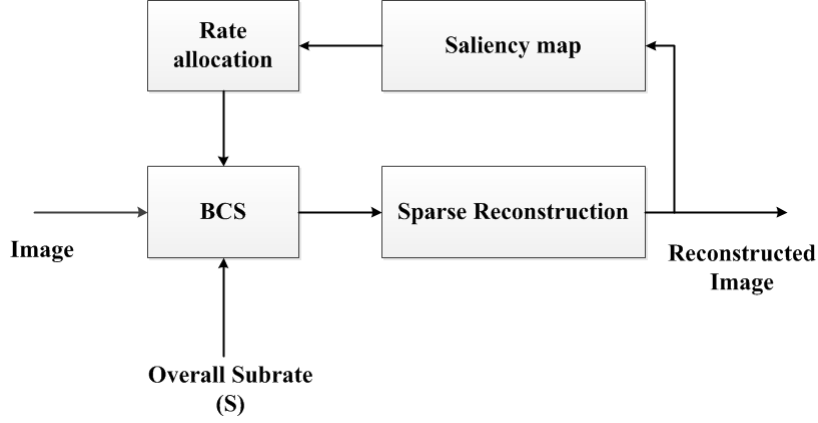 Rate
allocation
Saliency map
BCS
Sparse Reconstruction
Image
Reconstructed
Image
Overall Subrate
(S)